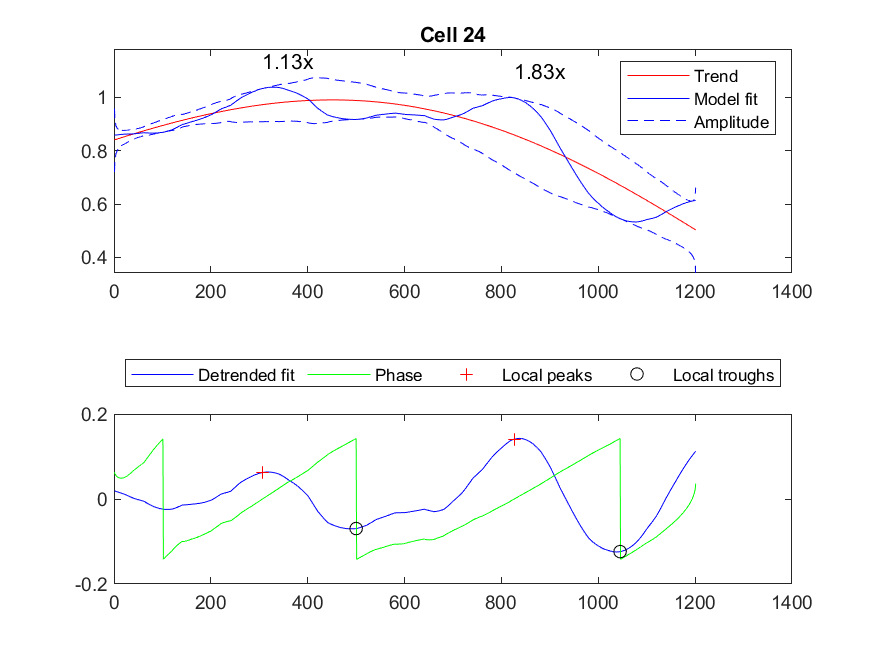 Cell 24
1.13x
1.83x
Trend
Model fit
Amplitude
1
0.8
0.6
0.4
0 200 400 600 800 1000 1200 1400
Detrended fit Phase Local peaks Local troughs
0.2
0
-0.2
0 200 400 600 800 1000 1200 1400